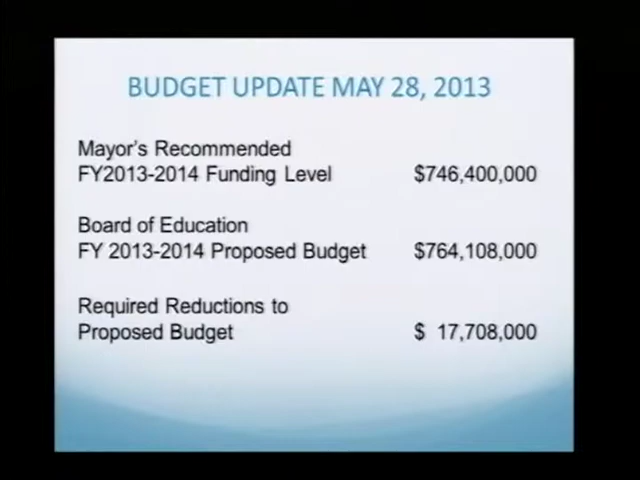 BUDGET UPDATE MAY 28, 2013
Mayor's Recommended
FY2013-2014 Funding Level $746,400,000
Board of Education
FY 2013-2014 Proposed Budget $764,108,000
Required Reductions to
Proposed Budget $ 17,708,000